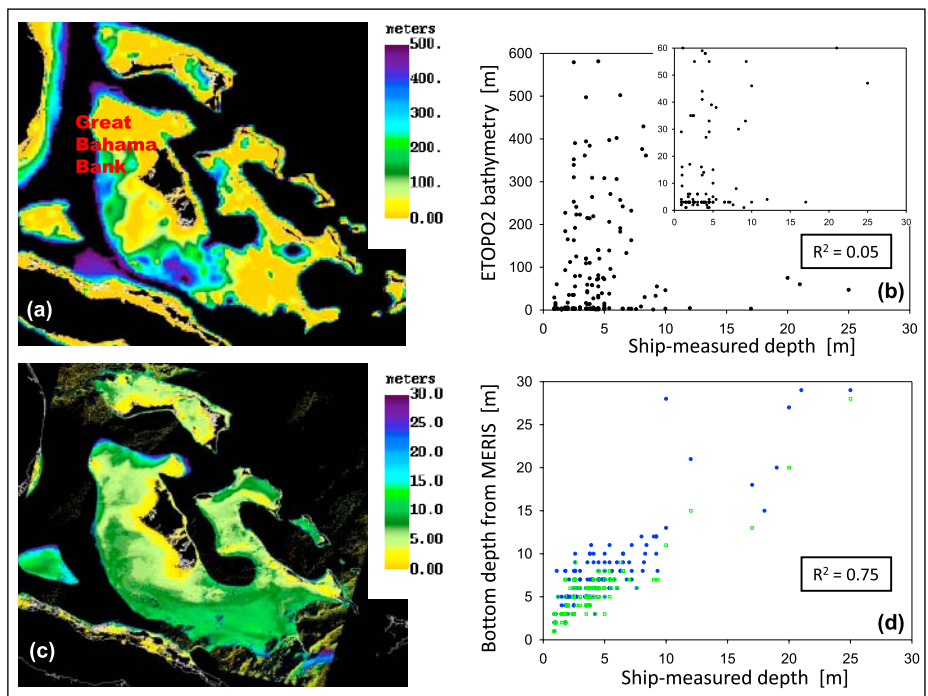 meters
500.
400.
300.
200.
100.
0.00
Great
Bahama
Bank
(a)
ETOPO2 bathymetry [m]
600
500
400
300
200
100
0
0 5 10 15 20 25 30
Ship-measured depth [m]
60
50
40
30
20
10
0
0 5 10 15 20 25 30
R² = 0.05
(b)
meters
30.0
25.0
20.0
15.0
10.0
5.00
0.00
(c)
Bottom depth from MERIS [m]
30
25
20
15
10
5
0
0 5 10 15 20 25 30
Ship-measured depth [m]
R² = 0.75
(d)